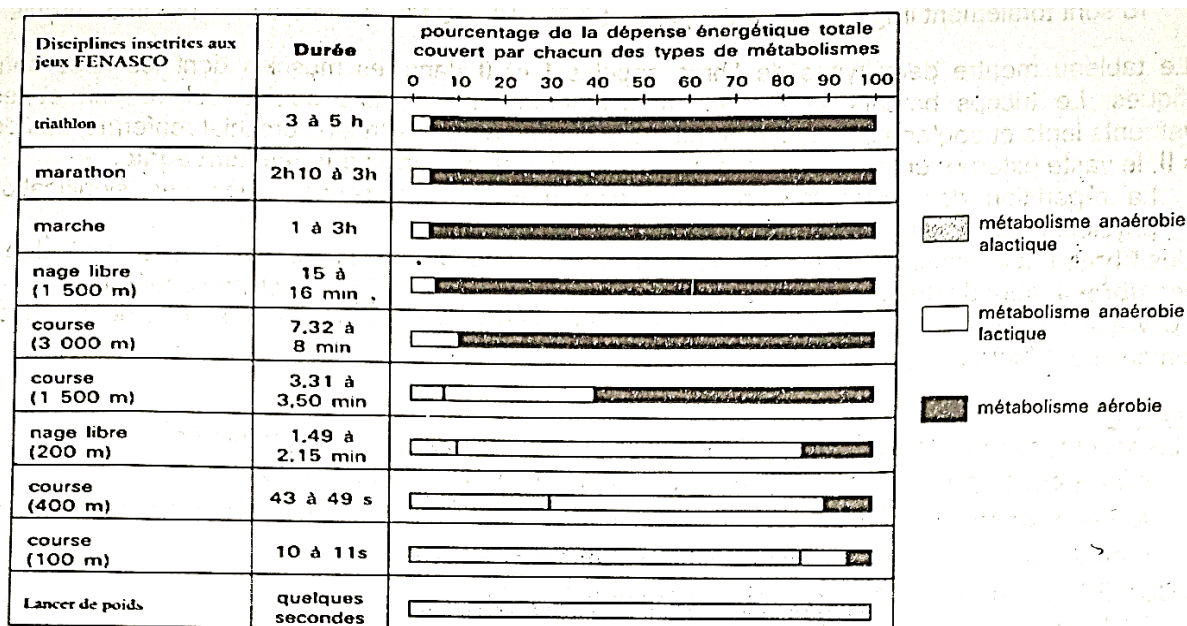 Disciplines insctrites aux
jeux FENASCO
Durée
pourcentage de la dépense énergétique totale
couvert par chacun des types de métabolismes
0 10 20 30 40 50 60 70 80 90 100
triathlon
3 à 5 h
marathon
2h10 à 3h
marche
1 à 3h
nage libre
(1 500 m)
15 à
16 min
course
(3 000 m)
7.32 à
8 min
course
(1 500 m)
3.31 à
3,50 min
nage libre
(200 m)
1.49 à
2.15 min
course
(400 m)
43 à 49 s
course
(100 m)
10 à 11s
Lancer de poids
quelques
secondes
métabolisme anaérobie
alactique
métabolisme anaérobie
lactique
métabolisme aérobie